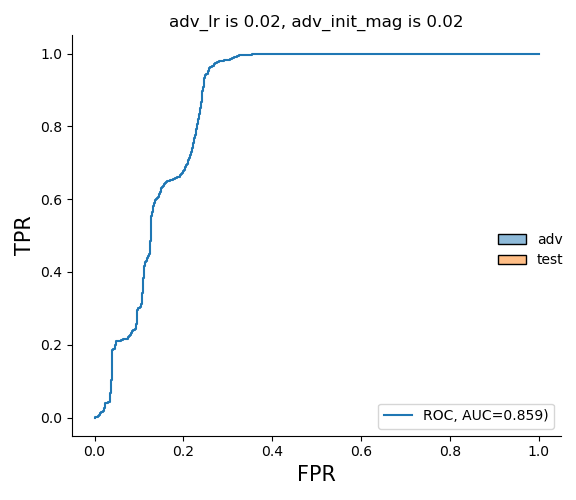 adv_lr is 0.02, adv_init_mag is 0.02
1.0
0.8
0.6
0.4
0.2
0.0
TPR
adv
test
ROC, AUC=0.859)
0.0 0.2 0.4 0.6 0.8 1.0
FPR